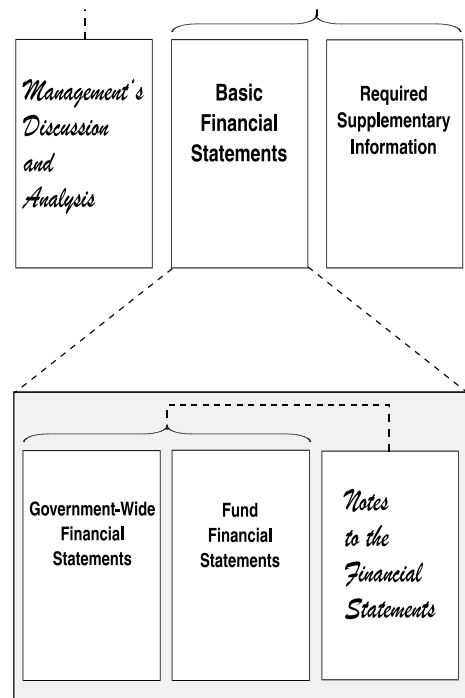 Management's
Discussion
and
Analysis
Basic
Financial
Statements
Required
Supplementary
Information
Government-Wide
Financial
Statements
Fund
Financial
Statements
Notes
to the
Financial
Statements